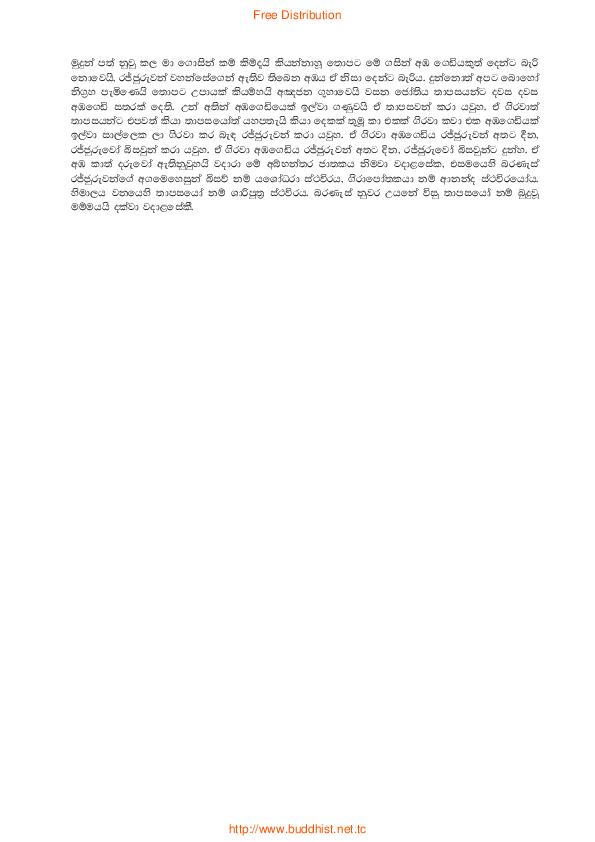 Free Distribution
මුදුන් පත් නුවු කල මා ගොසින් කම් කිම්දැයි කියන්නාහු තොපට මේ ගසින් අඹ ගෙඩියකුත් දෙන්ට බැරි
නොවෙයි, රජ්ජුරුවන් වහන්සේගෙන් ඇතිව තිබෙන අඹය ඒ නිසා දෙන්ට බැරිය. දුන්නොත් අපට බොහෝ
නිග්‍රහ පැමිණෙයි තොපට උපායක් කියම්හයි අඤ්ජන ගුහාවෙයි වසන ජෝතිය තාපසයන්ට දවස දවස
අඹගෙඩි සතරක් දෙති. උන් අතින් අඹගෙඩියෙක් ඉල්වා ගණුවයි ඒ තාපසවන් කරා යවුහ. ඒ ගිරවාත්
තාපසයන්ට එපවත් කියා තාපසයෝත් යහපතැයි කියා දෙකක් තුමූ කා එකක් ගිරවා කවා එක අඹගෙඩියක්
ඉල්වා සාල්ලෙක ලා ගිරවා කර බැඳ රජ්ජුරුවන් කරා යවුහ. ඒ ගිරවා අඹගෙඩිය රජ්ජුරුවන් අතට දින,
රජ්ජුරුවෝ බිසවුන් කරා යවුහ. ඒ ගිරවා අඹගෙඩිය රජ්ජුරුවන් අතට දින, රජ්ජුරුවෝ බිසවුන්ට දුන්හ. ඒ
අඹ කාත් දරුවෝ ඇතිනුවුහයි වදාරා මේ අබ්භන්තර ජාතකය නිමවා වදාළසේක, එසමයෙහි බරණැස්
රජ්ජුරුවන්ගේ අගමෙහෙසුන් බිසව් නම් යශෝධරා ස්ථවිරය, ගිරාපෝතකයා නම් ආනන්ද ස්ථවිරයෝය.
හිමාලය වනයෙහි තාපසයෝ නම් ශාරිපුත්‍ර ස්ථවිරය. බරණැස් නුවර උයනේ විසු තාපසයෝ නම් බුදුවූ
මම්මයයි දක්වා වදාළසේකී.
http://www.buddhist.net.tc